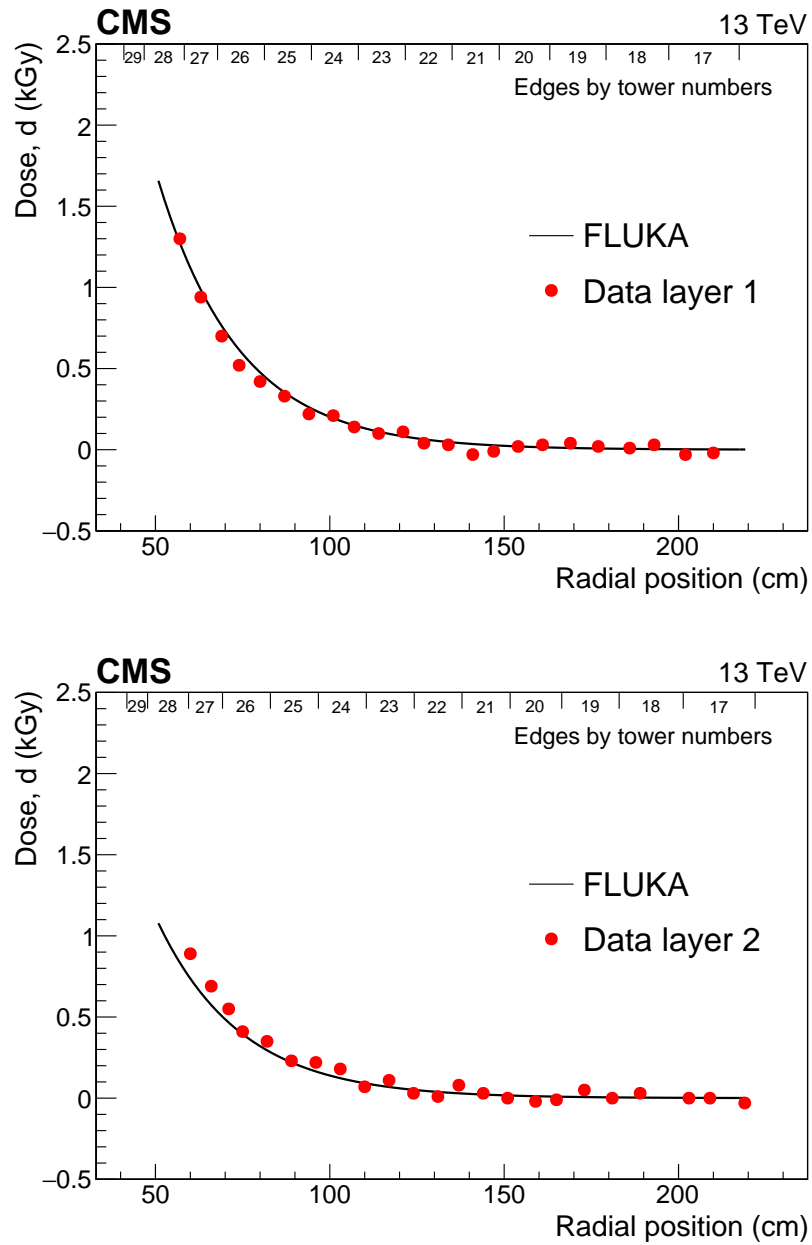 CMS 13 TeV
2.5
29 28 27 26 25 24 23 22 21 20 19 18 17
Edges by tower numbers
Dose, d (kGy)
2
1.5
FLUKA
Data layer 1
1
0.5
0
−0.5
50 100 150 200
Radial position (cm)
CMS 13 TeV
2.5
29 28 27 26 25 24 23 22 21 20 19 18 17
Edges by tower numbers
Dose, d (kGy)
2
1.5
FLUKA
Data layer 2
1
0.5
0
−0.5
50 100 150 200
Radial position (cm)